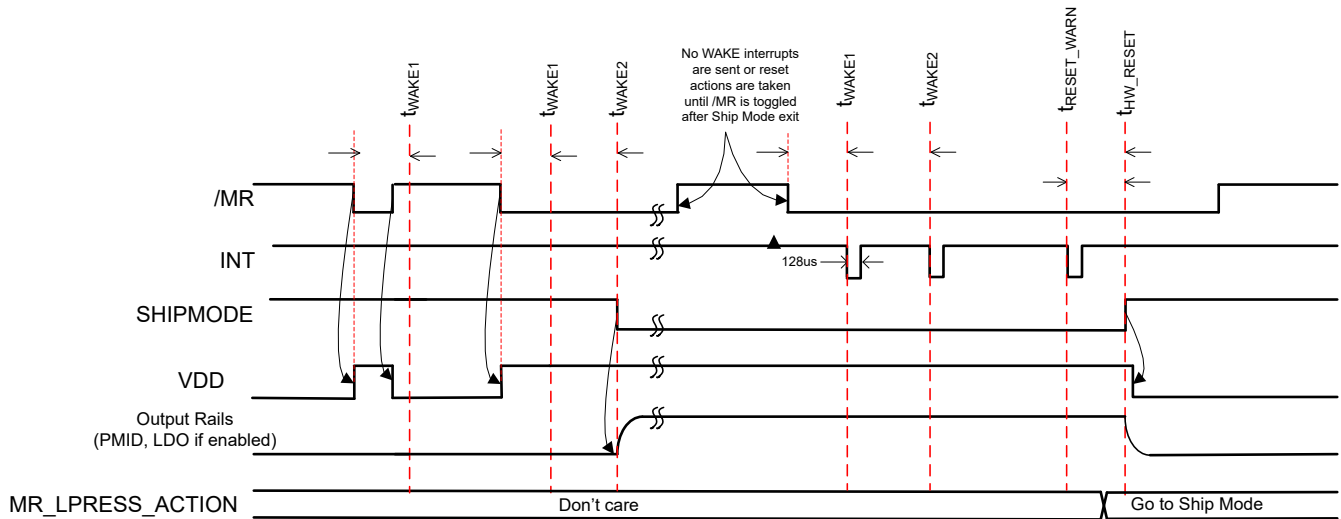 tWAKE1
tWAKE1
tWAKE2
No WAKE interrupts
are sent or reset
actions are taken
until /MR is toggled
after Ship Mode exit
tWAKE1
tWAKE2
tRESET_WARN
tHW_RESET
/MR
INT
128us
SHIPMODE
VDD
Output Rails
(PMID, LDO if enabled)
MR_LPRESS_ACTION
Don't care
Go to Ship Mode